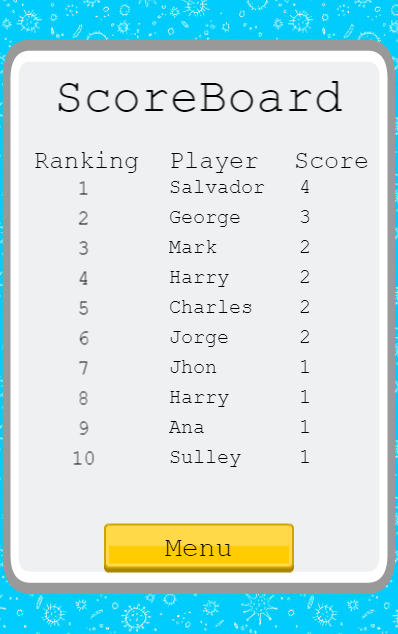 ScoreBoard
Ranking Player Score
1 Salvador 4
2 George 3
3 Mark 2
4 Harry 2
5 Charles 2
6 Jorge 2
7 Jhon 1
8 Harry 1
9 Ana 1
10 Sulley 1
Menu